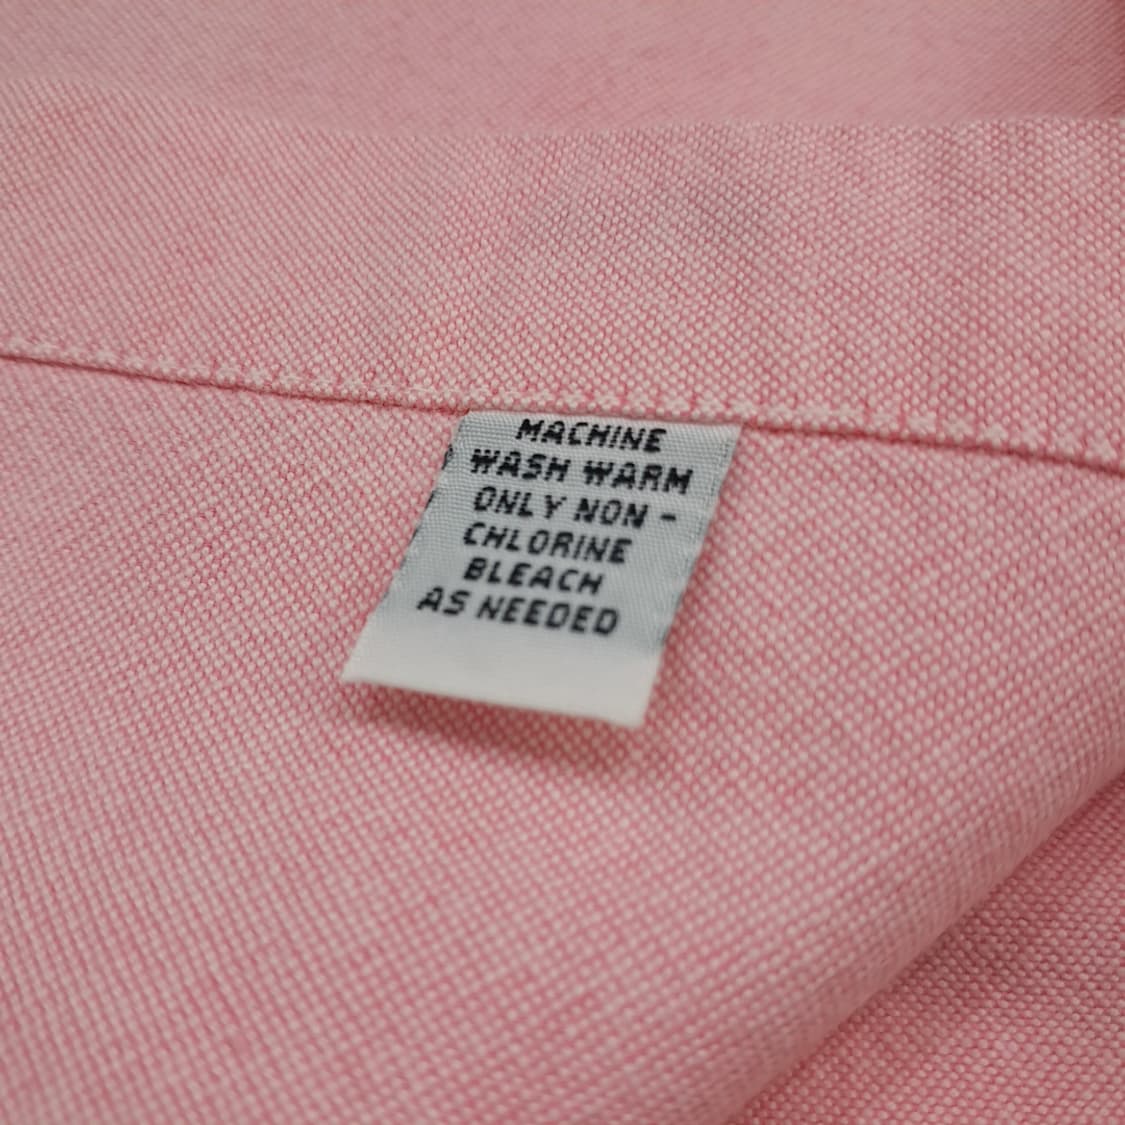 MACHINE
WASH WARM
ONLY NON -
CHLORINE
BLEACH
AS NEEDED